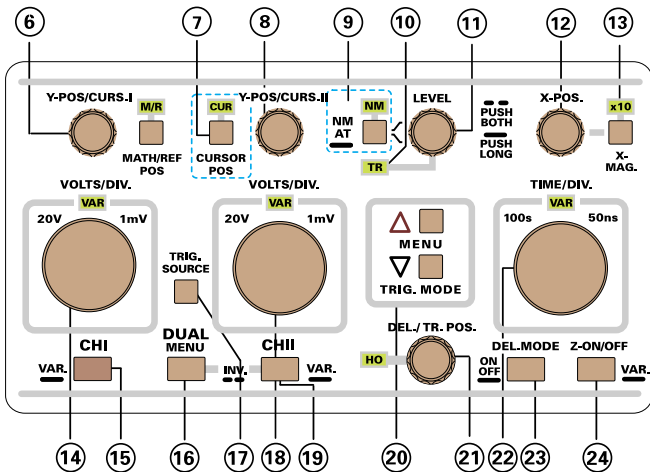 6 7 8 9 10 11 12 13
Y-POS/CURS.I
M/R
MATH/REF
POS
CUR
CURSOR
POS
Y-POS/CURS.II
NM
AT
NM
LEVEL
TR
PUSH
BOTH
PUSH
LONG
X-POS.
x10
X-
MAG.
VOLTS/DIV.
VAR
20V 1mV
TRIG.
SOURCE
VOLTS/DIV.
VAR
20V 1mV
MENU
TRIG. MODE
TIME/DIV.
VAR
100s 50ns
CHI
VAR.
DUAL
MENU
INV.
CHII
VAR.
DEL./ TR. POS.
HO
ON
OFF
DEL.MODE
Z-ON/OFF
VAR.
14 15 16 17 18 19 20 21 22 23 24